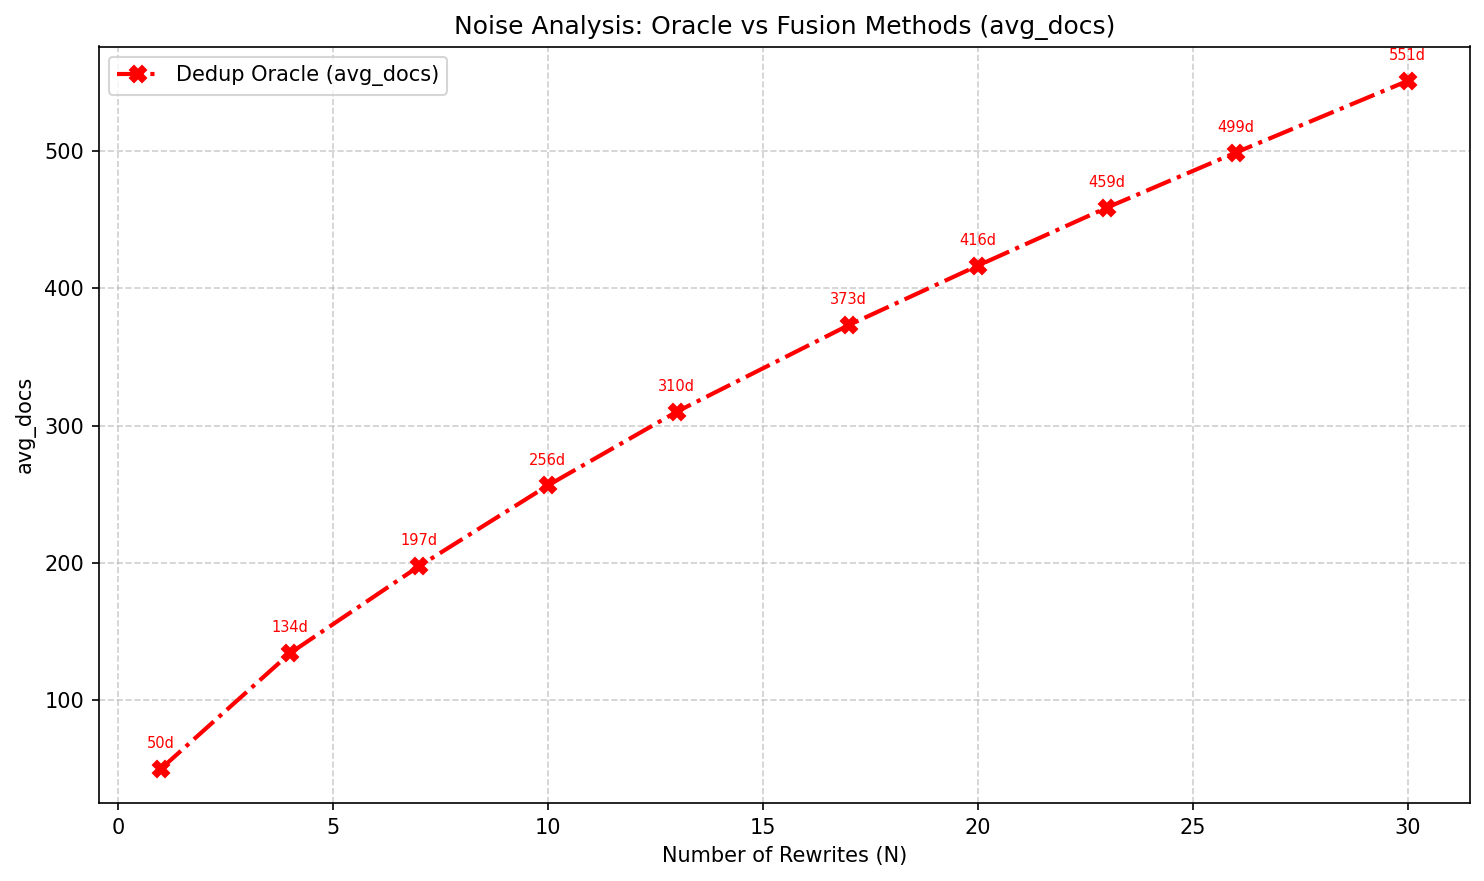 Noise Analysis: Oracle vs Fusion Methods (avg_docs)
Dedup Oracle (avg_docs)
551d
499d
459d
416d
373d
310d
256d
197d
134d
50d
500
400
300
200
100
avg_docs
0 5 10 15 20 25 30
Number of Rewrites (N)